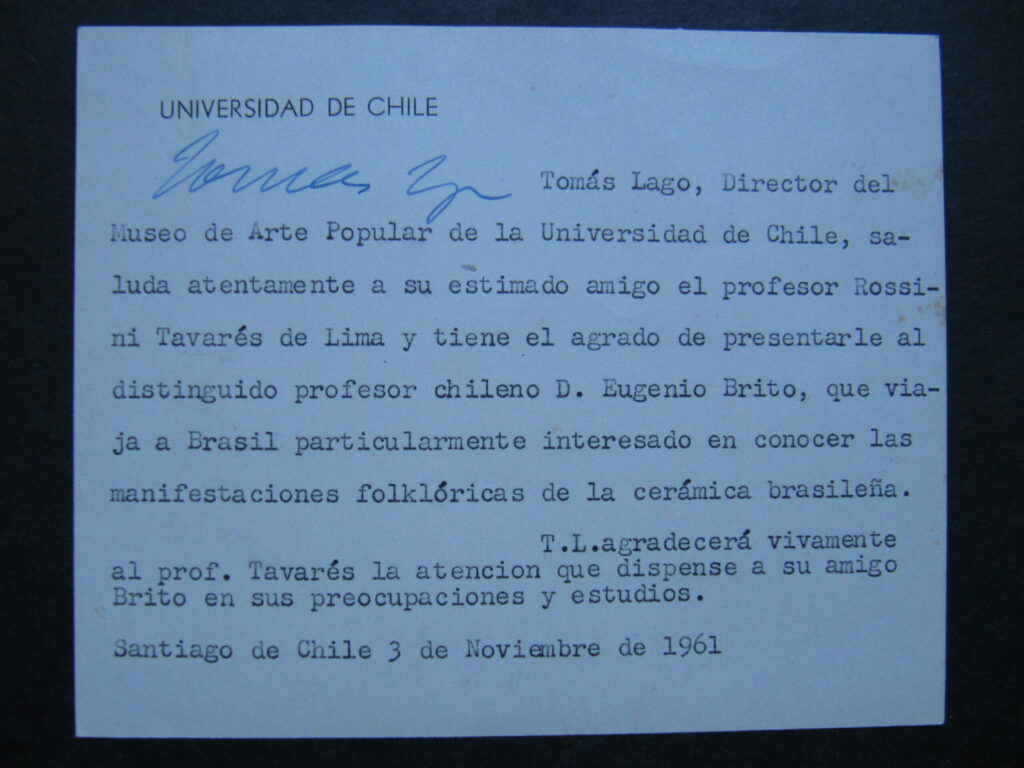 UNIVERSIDAD DE CHILE
Tomás Lago Tomás Lago, Director del
Museo de Arte Popular de la Universidad de Chile, sa-
luda atentamente a su estimado amigo el profesor Rossi-
ni Tavarés de Lima y tiene el agrado de presentarle al
distinguido profesor chileno D. Eugenio Brito, que via-
ja a Brasil particularmente interesado en conocer las
manifestaciones folklóricas de la cerámica brasileña.
T.L.agradecerá vivamente
al prof. Tavarés la atencion que dispense a su amigo
Brito en sus preocupaciones y estudios.
Santiago de Chile 3 de Noviembre de 1961